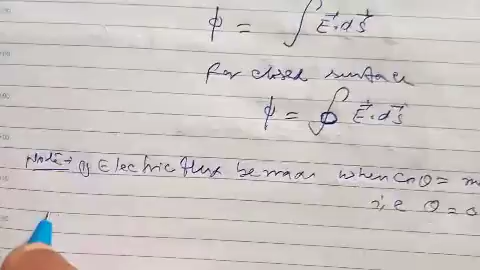 ϕ = ∫ E⃗.dS⃗
for closed surface
ϕ = ∮ E⃗.dS⃗
Note→ Electric flux be max when θ =
i.e θ = 0